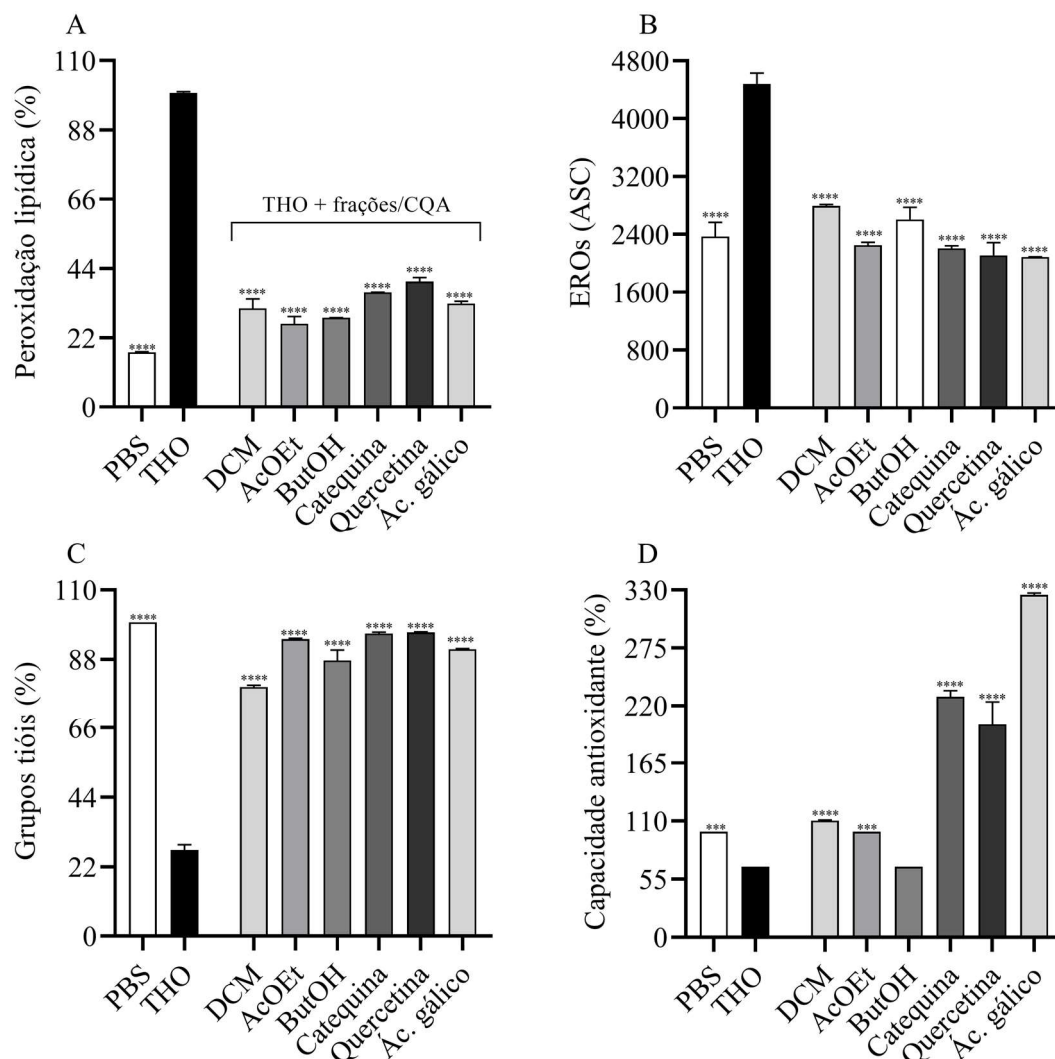 A
Peroxidação lipídica (%)
110
88
66
44
22
0
THO + frações/CQA
****
****
****
****
****
****
****
PBS
THO
DCM
AcOEt
ButOH
Catequina
Quercetina
Ác. gálico
B
EROs (ASC)
4800
4000
3200
2400
1600
800
0
****
****
****
****
****
****
****
PBS
THO
DCM
AcOEt
ButOH
Catequina
Quercetina
Ác. gálico
C
Grupos tióis (%)
110
88
66
44
22
0
****
****
****
****
****
****
****
PBS
THO
DCM
AcOEt
ButOH
Catequina
Quercetina
Ác. gálico
D
Capacidade antioxidante (%)
330
275
220
165
110
55
0
***
****
***
****
****
****
PBS
THO
DCM
AcOEt
ButOH
Catequina
Quercetina
Ác. gálico